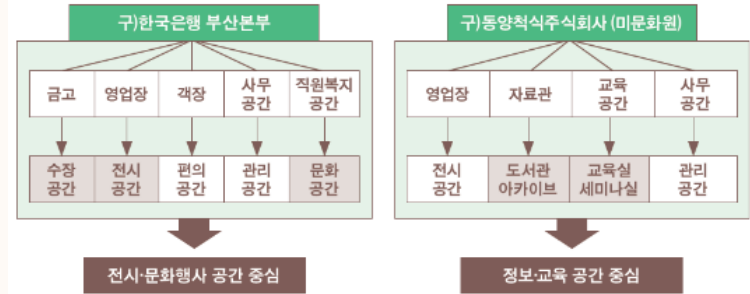 구)한국은행 부산본부
금고
영업장
객장
사무
공간
직원복지
공간
수장
공간
전시
공간
편의
공간
관리
공간
문화
공간
전시·문화행사 공간 중심
구)동양척식주식회사 (미문화원)
영업장
자료관
교육
공간
사무
공간
전시
공간
도서관
아카이브
교육실
세미나실
관리
공간
정보·교육 공간 중심